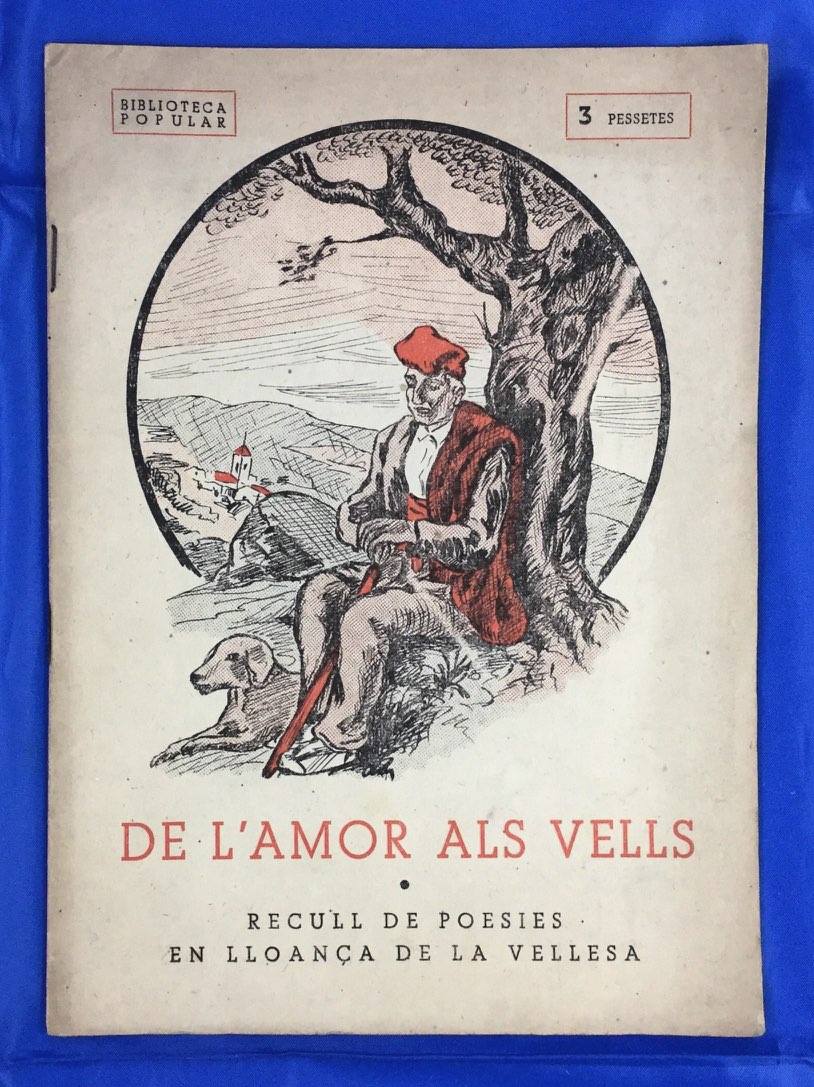 BIBLIOTECA
POPULAR
3 PESSETES
DE L'AMOR ALS VELLS
RECULL DE POESIES
EN LLOANÇA DE LA VELLESA